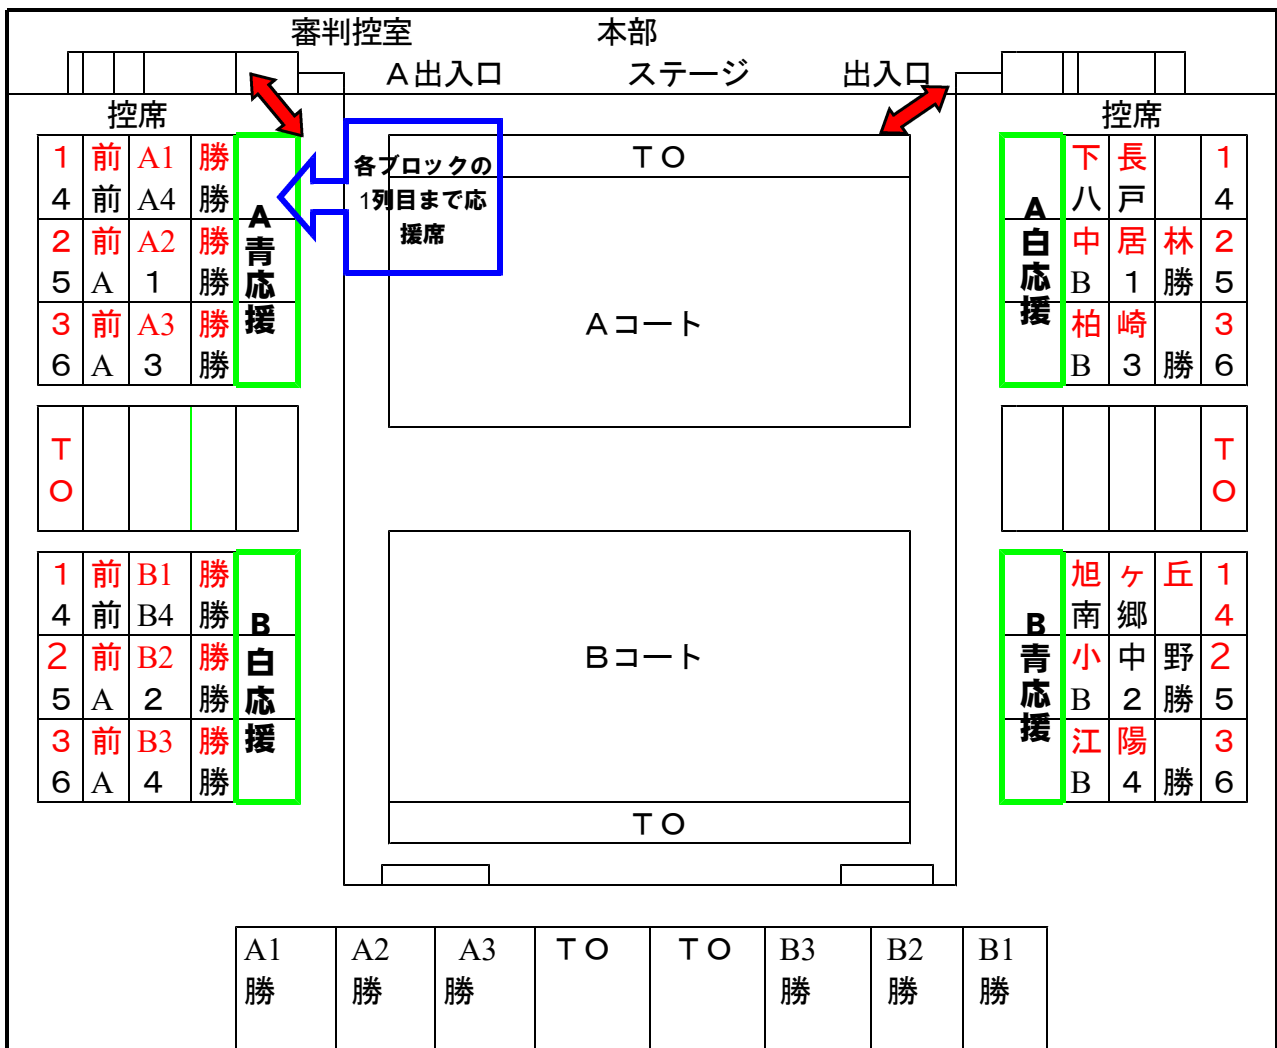 審判控室 本部
A出入口 ステージ 出入口
控席 控席
1 前 A1 勝
4 前 A4 勝
2 前 A2 勝
5 A 1 勝
3 前 A3 勝
6 A 3 勝
A青応援
各ブロックの
1列目まで応
援席
TO
Aコート
A白応援
下 長 1
八 戸 4
中 居 林 2
B 1 勝 5
柏 崎 3
B 3 勝 6
TO
TO
1 前 B1 勝
4 前 B4 勝
2 前 B2 勝
5 A 2 勝
3 前 B3 勝
6 A 4 勝
B白応援
Bコート
TO
B青応援
旭 ヶ 丘 1
南 郷 4
小 中 野 2
B 2 勝 5
江 陽 3
B 4 勝 6
A1 A2 A3 TO TO B3 B2 B1
勝 勝 勝 勝 勝 勝